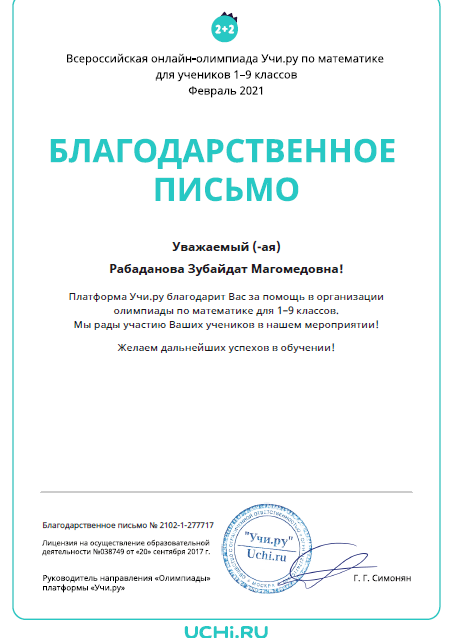 2+2
Всероссийская онлайн-олимпиада Учи.ру по математике
для учеников 1–9 классов
Февраль 2021
БЛАГОДАРСТВЕННОЕ
ПИСЬМО
Уважаемый (-ая)
Рабаданова Зубайдат Магомедовна!
Платформа Учи.ру благодарит Вас за помощь в организации
олимпиады по математике для 1–9 классов.
Мы рады участию Ваших учеников в нашем мероприятии!
Желаем дальнейших успехов в обучении!
Благодарственное письмо № 2102-1-277717
Лицензия на осуществление образовательной
деятельности №038749 от «20» сентября 2017 г.
Руководитель направления «Олимпиады»
платформы «Учи.ру»
"Учи.ру"
Uchi.ru
Г. Г. Симонян
UCHi.RU